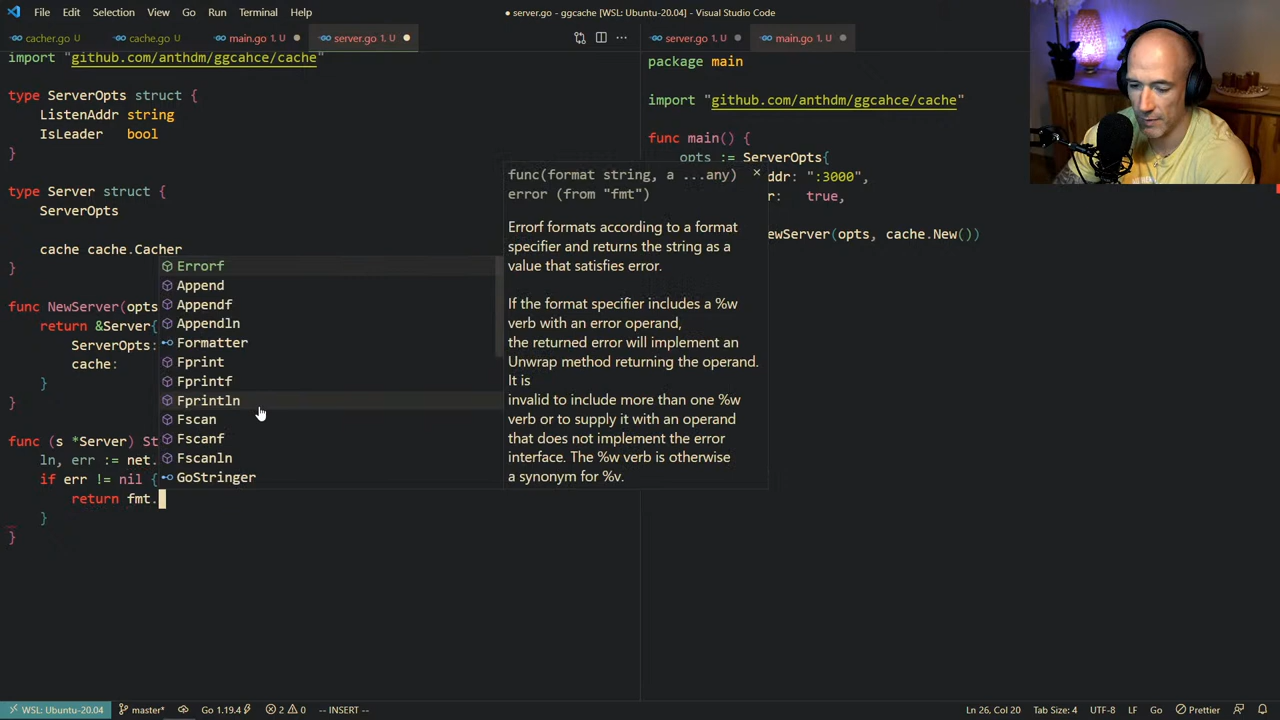 File Edit Selection View Go Run Terminal Help
● server.go - ggcache [WSL: Ubuntu-20.04] - Visual Studio Code
cacher.go U cache.go U main.go 1, U server.go 1, U
import "github.com/anthdm/ggcahce/cache"
type ServerOpts struct {
ListenAddr string
IsLeader bool
}
type Server struct {
ServerOpts
cache cache.Cacher
}
func NewServer(opts
return &Server{
ServerOpts:
cache:
}
}
func (s *Server) St
ln, err := net.
if err != nil {
return fmt.
}
}
Errorf
Append
Appendf
Appendln
Formatter
Fprint
Fprintf
Fprintln
Fscan
Fscanf
Fscanln
GoStringer
func(format string, a ...any)
error (from "fmt")
Errorf formats according to a format
specifier and returns the string as a
value that satisfies error.
If the format specifier includes a %w
verb with an error operand,
the returned error will implement an
Unwrap method returning the operand.
It is
invalid to include more than one %w
verb or to supply it with an operand
that does not implement the error
interface. The %w verb is otherwise
a synonym for %v.
server.go 1, U main.go 1, U
package main
import "github.com/anthdm/ggcahce/cache"
func main() {
opts := ServerOpts{
ddr: ":3000",
r: true,
ewServer(opts, cache.New())
WSL: Ubuntu-20.04 master* Go 1.19.4 2 0 -- INSERT -- Ln 26, Col 20 Tab Size: 4 UTF-8 LF Go Prettier